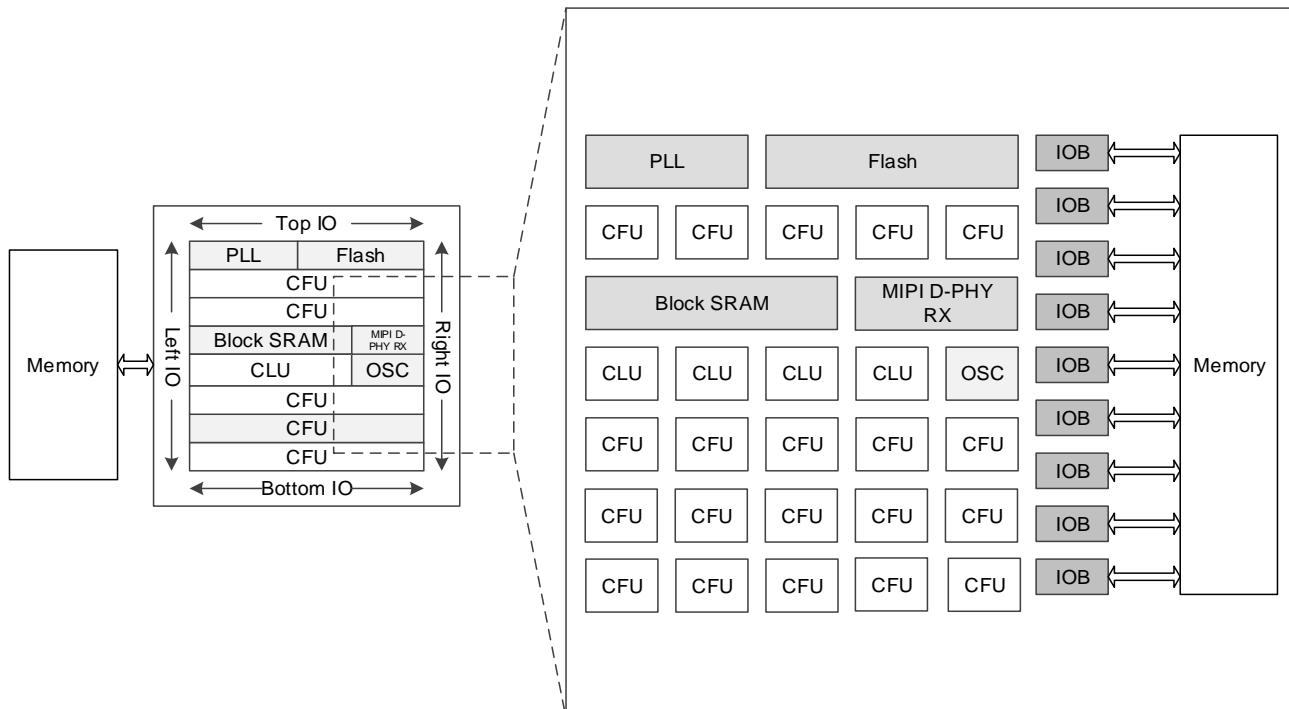 Top IO
PLL
Flash
CFU
CFU
Block SRAM
MIPI D-
PHY RX
CLU
OSC
CFU
CFU
CFU
Bottom IO
Left IO
Right IO
Memory
PLL
Flash
IOB
IOB
CFU
CFU
CFU
CFU
CFU
IOB
Block SRAM
MIPI D-PHY
RX
IOB
CLU
CLU
CLU
CLU
OSC
IOB
IOB
CFU
CFU
CFU
CFU
CFU
IOB
CFU
CFU
CFU
CFU
CFU
IOB
CFU
CFU
CFU
CFU
CFU
IOB
Memory